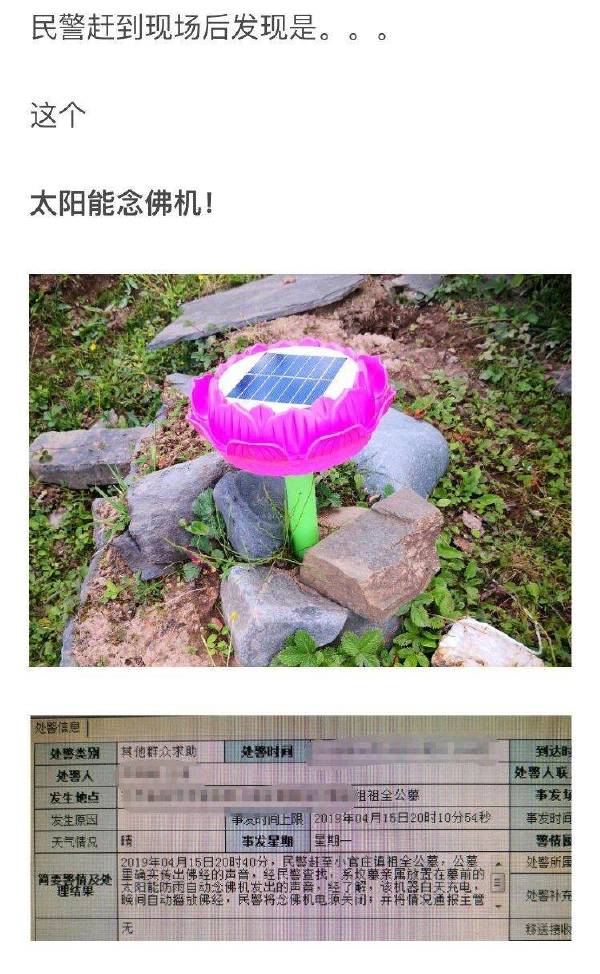 民警赶到现场后发现是。。。
这个
太阳能念佛机！
处警信息
处警类别 其他群众求助 处警时间 到达时
处警人 处警人联
发生地点 祖祖全公墓 事发
发生原因 事发时间上限 2019年04月15日20时10分54秒 事发时间
天气情况 晴 事发星期 星期一 警情
简要警情及处理结果
2019年04月15日20时40分，民警赶至小官庄镇祖全公墓，公墓
里确实传出佛经的声音，经民警查找，系坟墓亲属放置在墓前的
太阳能防雨自动念佛机发出的声音，经了解，该机器白天充电，
晚间自动播放佛经，民警将念佛机电源关闭；并将情况通报主管
处警所属
处警补充
无 移送接收